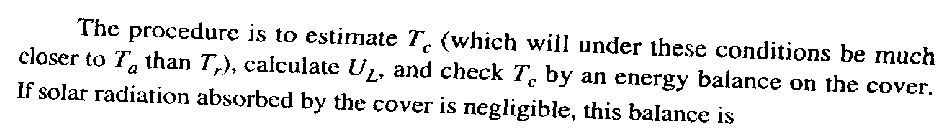 The procedure is to estimate T_c (which will under these conditions be much
closer to T_a than T_r), calculate U_L, and check T_c by an energy balance on the cover.
If solar radiation absorbed by the cover is negligible, this balance is